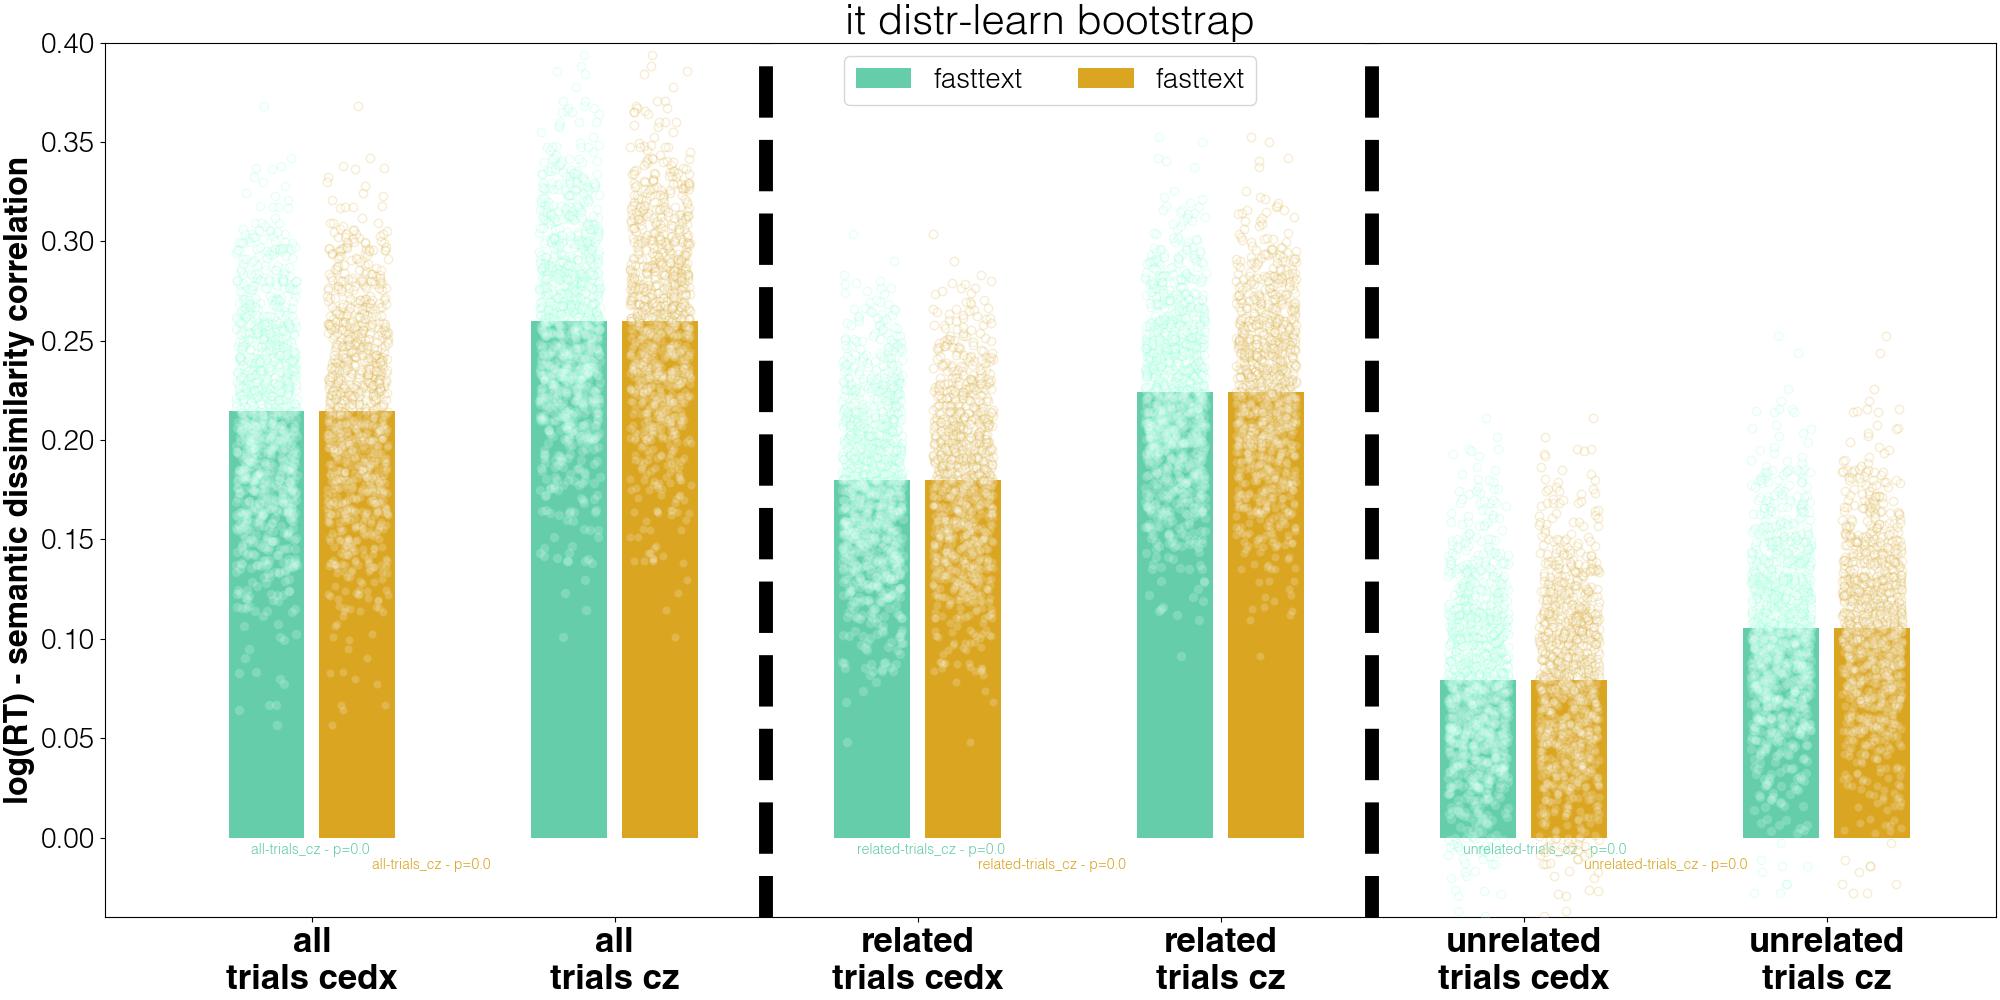 it distr-learn bootstrap
fasttext fasttext
log(RT) - semantic dissimilarity correlation
0.40
0.35
0.30
0.25
0.20
0.15
0.10
0.05
0.00
all-trials_cz - p=0.0
all-trials_cz - p=0.0
related-trials_cz - p=0.0
related-trials_cz - p=0.0
unrelated-trials_cz - p=0.0
unrelated-trials_cz - p=0.0
all
trials cedx
all
trials cz
related
trials cedx
related
trials cz
unrelated
trials cedx
unrelated
trials cz